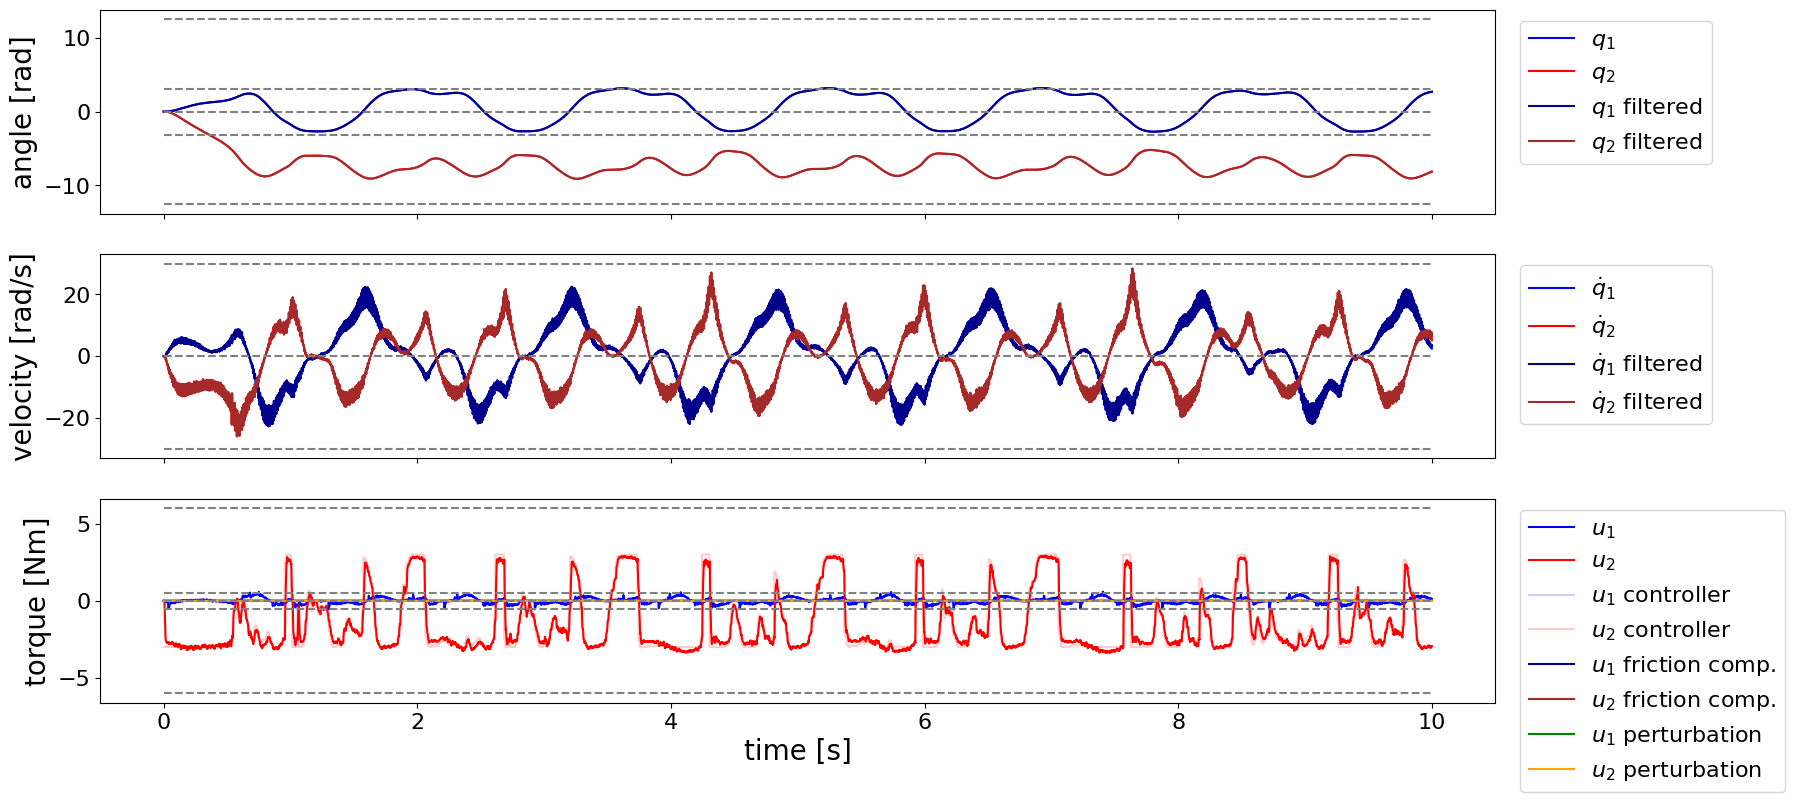 angle [rad]
10
0
−10
q₁
q₂
q₁ filtered
q₂ filtered
velocity [rad/s]
20
0
−20
q̇₁
q̇₂
q̇₁ filtered
q̇₂ filtered
torque [Nm]
5
0
−5
0
2
4
6
8
10
time [s]
u₁
u₂
u₁ controller
u₂ controller
u₁ friction comp.
u₂ friction comp.
u₁ perturbation
u₂ perturbation